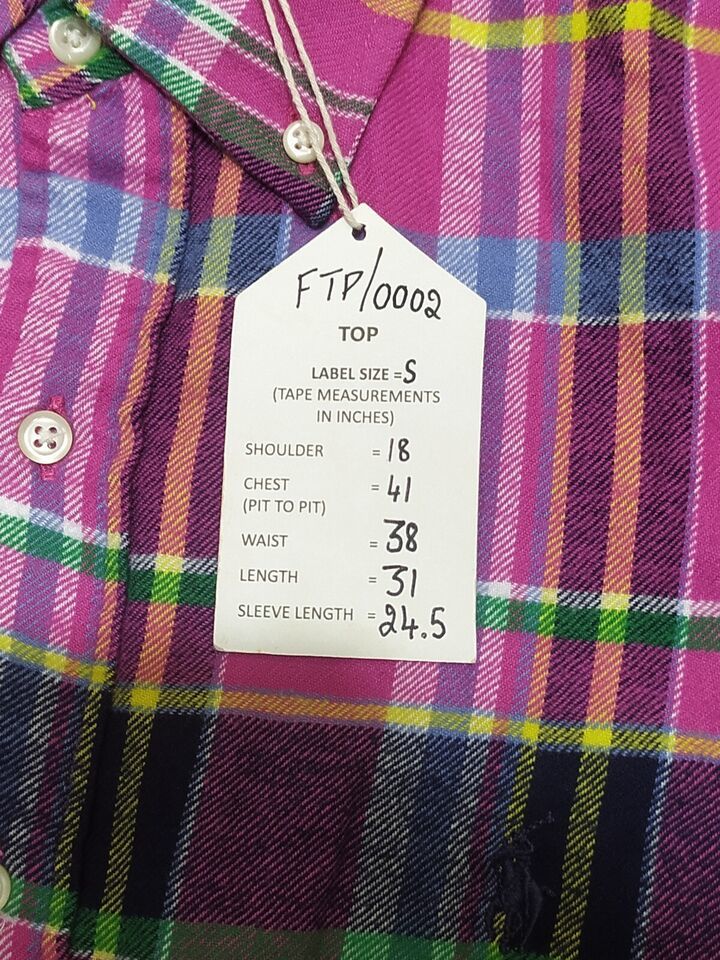 FTP/0002
TOP
LABEL SIZE = S
(TAPE MEASUREMENTS
IN INCHES)
SHOULDER = 18
CHEST = 41
(PIT TO PIT)
WAIST = 38
LENGTH = 31
SLEEVE LENGTH = 24.5